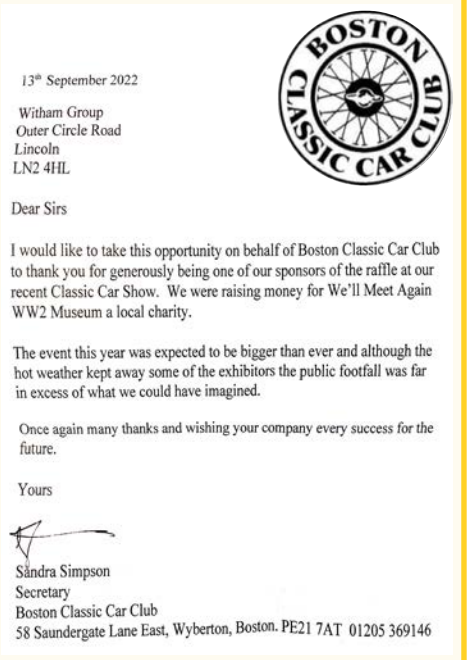 BOSTON
CLASSIC CAR CLUB
13th September 2022
Witham Group
Outer Circle Road
Lincoln
LN2 4HL
Dear Sirs
I would like to take this opportunity on behalf of Boston Classic Car Club
to thank you for generously being one of our sponsors of the raffle at our
recent Classic Car Show. We were raising money for We'll Meet Again
WW2 Museum a local charity.
The event this year was expected to be bigger than ever and although the
hot weather kept away some of the exhibitors the public footfall was far
in excess of what we could have imagined.
Once again many thanks and wishing your company every success for the
future.
Yours
Sandra Simpson
Secretary
Boston Classic Car Club
58 Saundergate Lane East, Wyberton, Boston. PE21 7AT 01205 369146